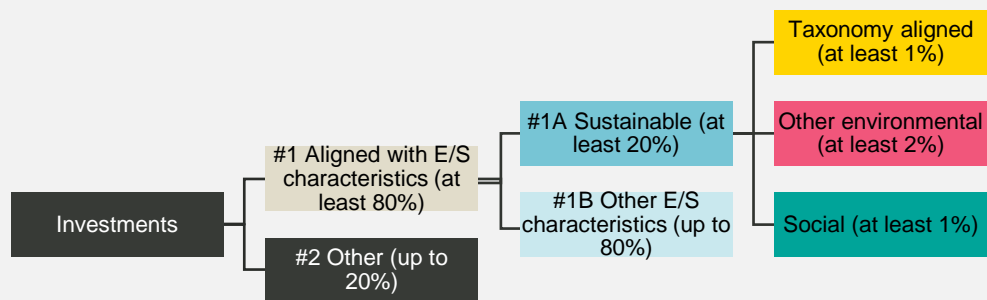 Investments
#1 Aligned with E/S
characteristics (at
least 80%)
#2 Other (up to
20%)
#1A Sustainable (at
least 20%)
#1B Other E/S
characteristics (up to
80%)
Taxonomy aligned
(at least 1%)
Other environmental
(at least 2%)
Social (at least 1%)